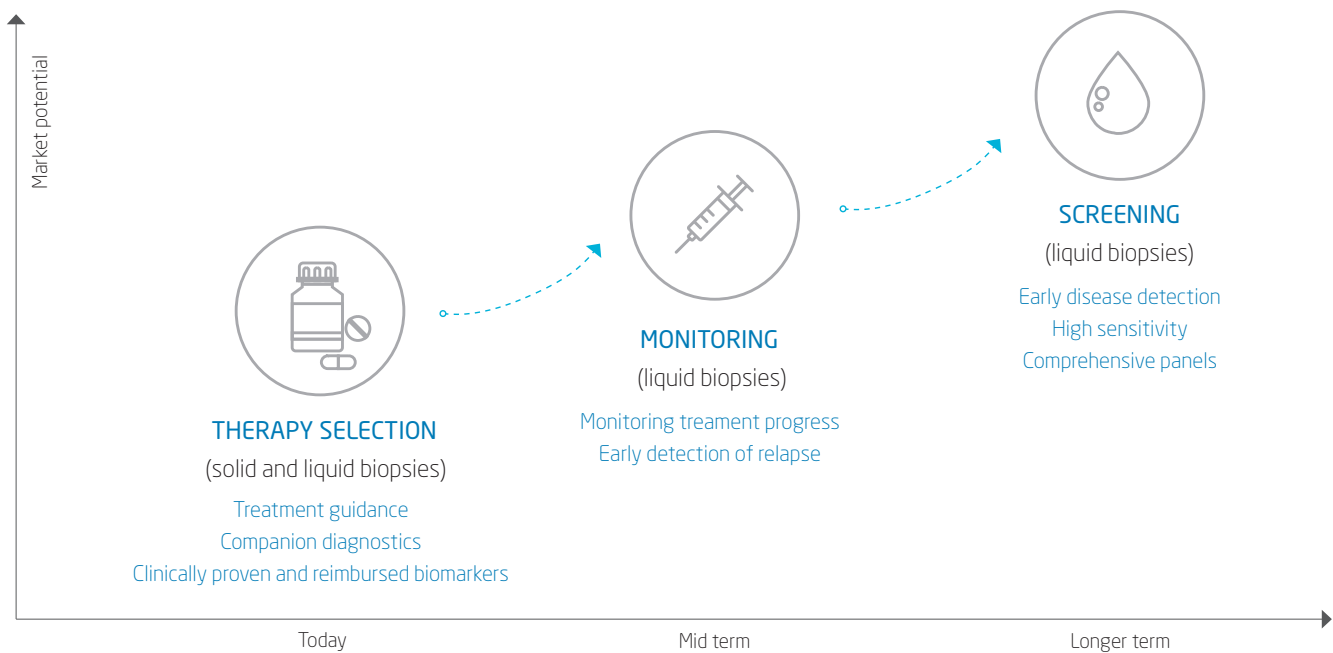 Market potential
THERAPY SELECTION
(solid and liquid biopsies)
Treatment guidance
Companion diagnostics
Clinically proven and reimbursed biomarkers
MONITORING
(liquid biopsies)
Monitoring treament progress
Early detection of relapse
SCREENING
(liquid biopsies)
Early disease detection
High sensitivity
Comprehensive panels
Today
Mid term
Longer term